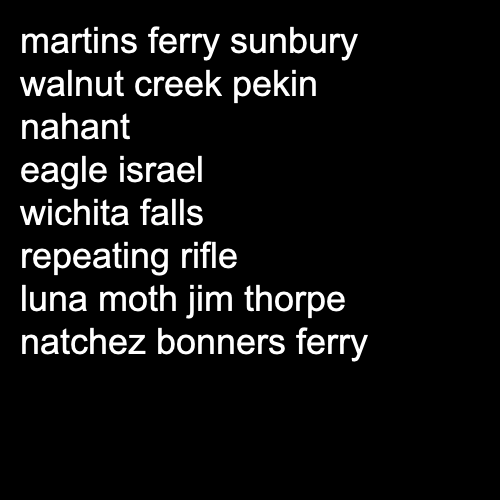 martins ferry sunbury
walnut creek pekin
nahant
eagle israel
wichita falls
repeating rifle
luna moth jim thorpe
natchez bonners ferry